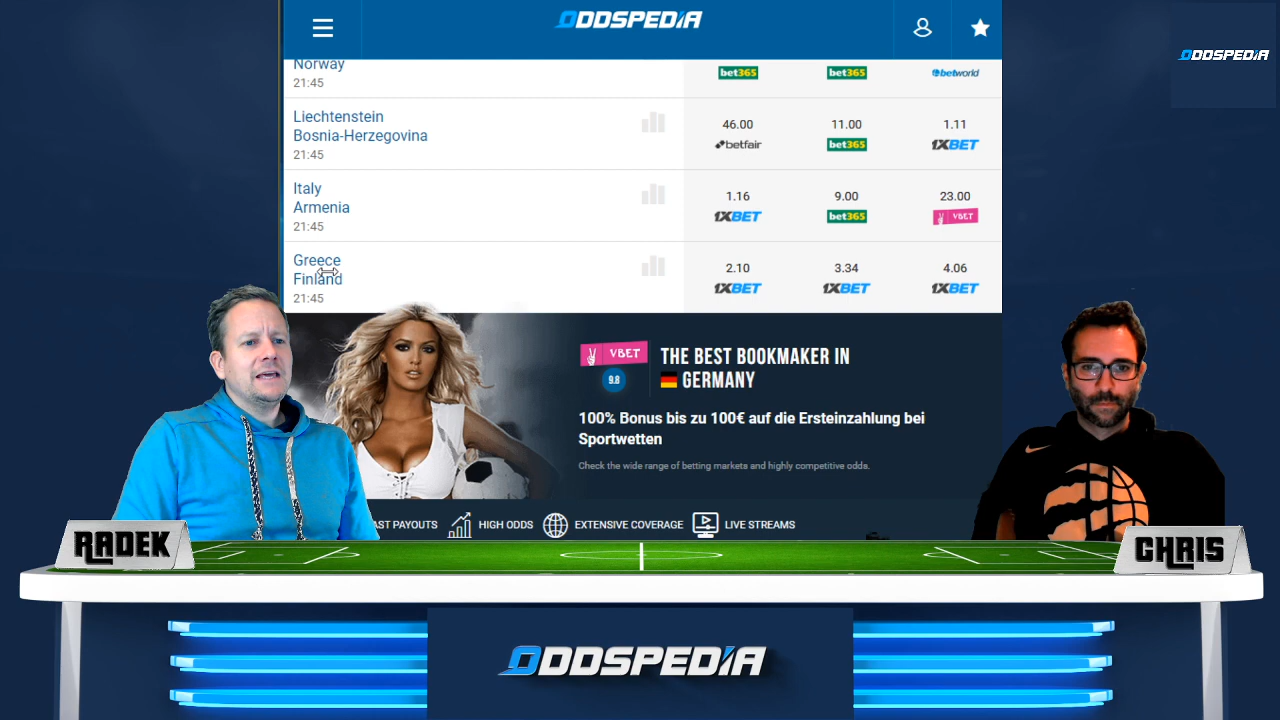 ODDSPEDIA
ODDSPEDIA
Norway
21:45
bet365
bet365
betworld
Liechtenstein
Bosnia-Herzegovina
21:45
46.00
11.00
1.11
betfair
bet365
1XBET
Italy
Armenia
21:45
1.16
9.00
23.00
1XBET
bet365
VBET
Greece
Finland
21:45
2.10
3.34
4.06
1XBET
1XBET
1XBET
VBET
9.8
THE BEST BOOKMAKER IN
GERMANY
100% Bonus bis zu 100€ auf die Ersteinzahlung bei
Sportwetten
Check the wide range of betting markets and highly competitive odds.
AST PAYOUTS
HIGH ODDS
EXTENSIVE COVERAGE
LIVE STREAMS
RADEK
CHRIS
ODDSPEDIA